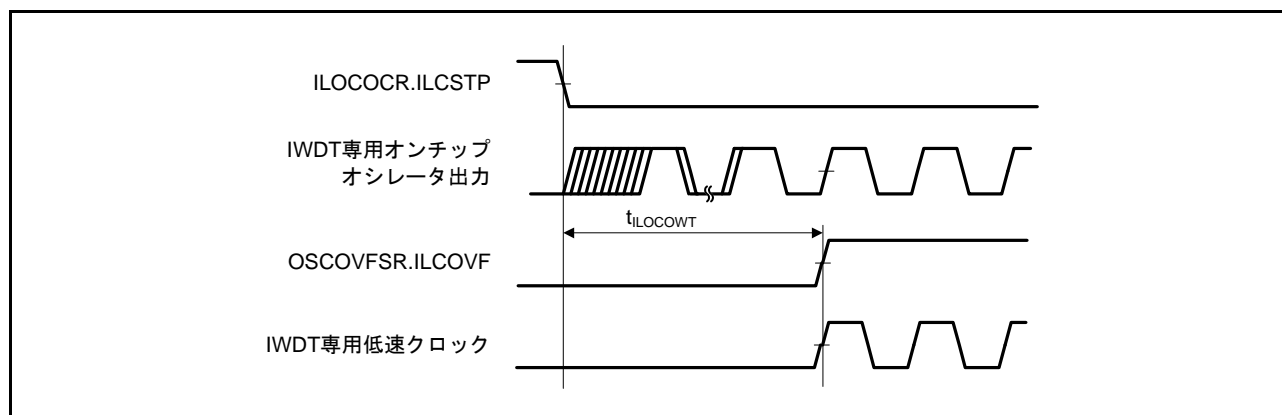 ILOCOCR.ILCSTP
IWDT専用オンチップ
オシレータ出力
tILOCOWT
OSCOVFSR.ILCOVF
IWDT専用低速クロック